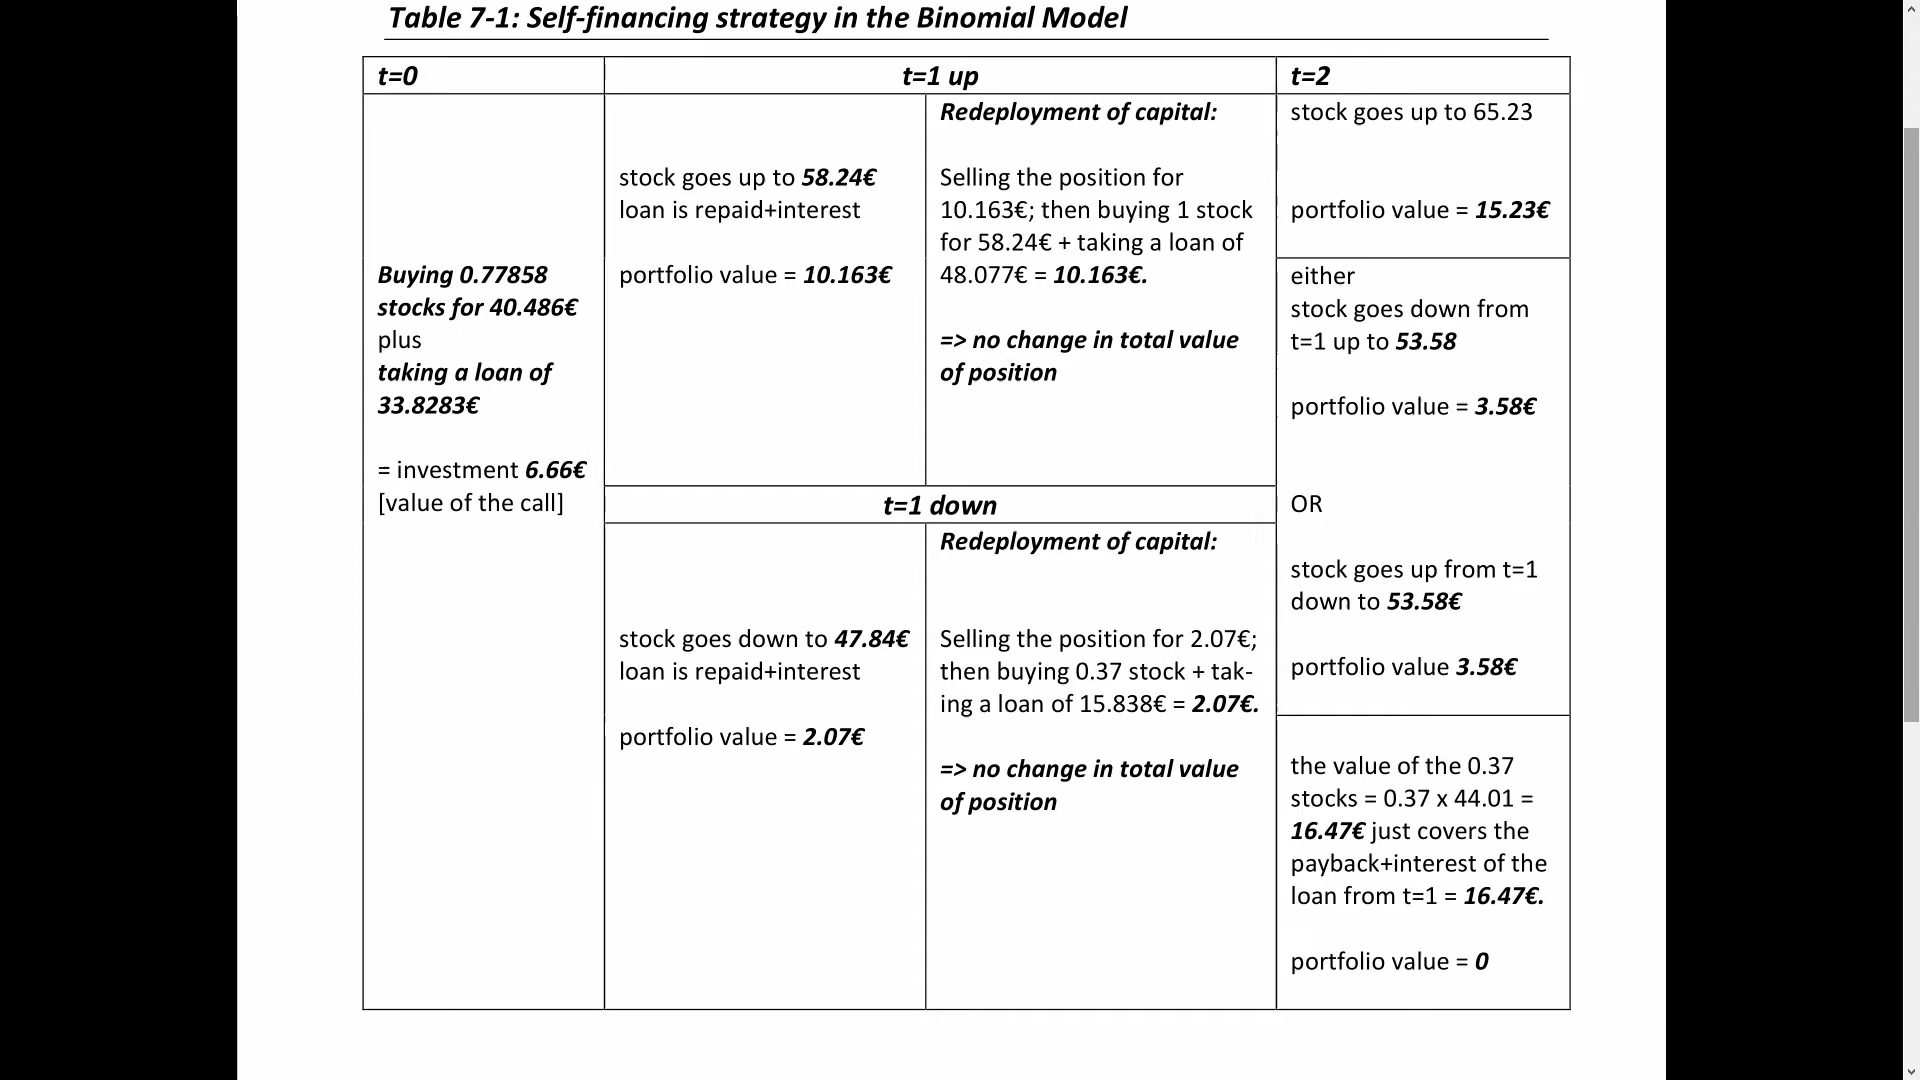 Table 7-1: Self-financing strategy in the Binomial Model
t=0
t=1 up
t=2
Buying 0.77858
stocks for 40.486€
plus
taking a loan of
33.8283€
= investment 6.66€
[value of the call]
stock goes up to 58.24€
loan is repaid+interest
portfolio value = 10.163€
Redeployment of capital:
Selling the position for
10.163€; then buying 1 stock
for 58.24€ + taking a loan of
48.077€ = 10.163€.
=> no change in total value
of position
t=1 down
stock goes down to 47.84€
loan is repaid+interest
portfolio value = 2.07€
Redeployment of capital:
Selling the position for 2.07€;
then buying 0.37 stock + tak-
ing a loan of 15.838€ = 2.07€.
=> no change in total value
of position
stock goes up to 65.23
portfolio value = 15.23€
either
stock goes down from
t=1 up to 53.58
portfolio value = 3.58€
OR
stock goes up from t=1
down to 53.58€
portfolio value 3.58€
the value of the 0.37
stocks = 0.37 x 44.01 =
16.47€ just covers the
payback+interest of the
loan from t=1 = 16.47€.
portfolio value = 0